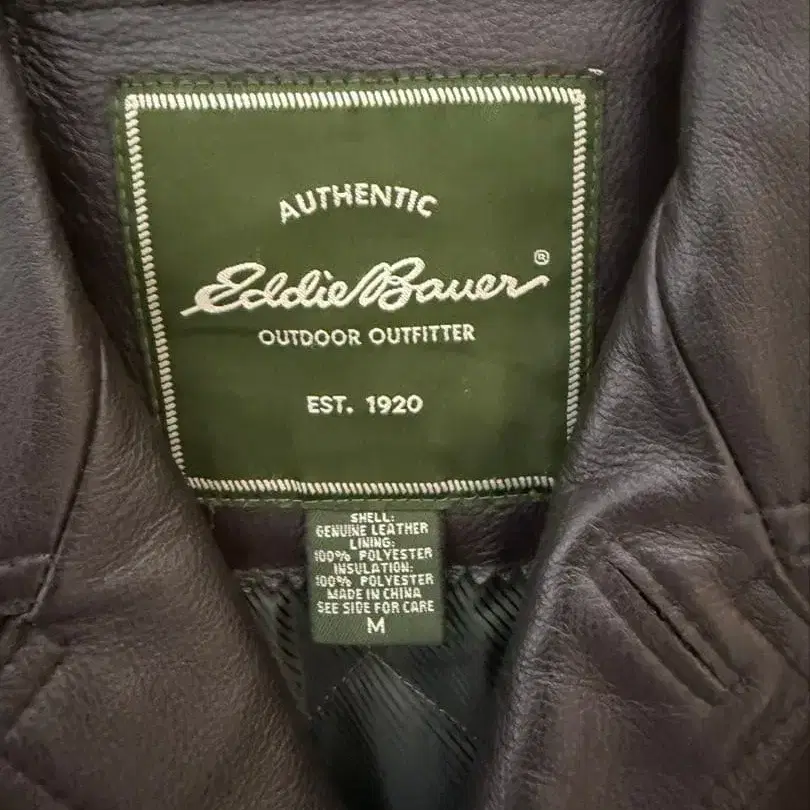 AUTHENTIC
Eddie Bauer®
OUTDOOR OUTFITTER
EST. 1920
SHELL:
GENUINE LEATHER
LINING:
100% POLYESTER
INSULATION:
100% POLYESTER
MADE IN CHINA
SEE SIDE FOR CARE
M